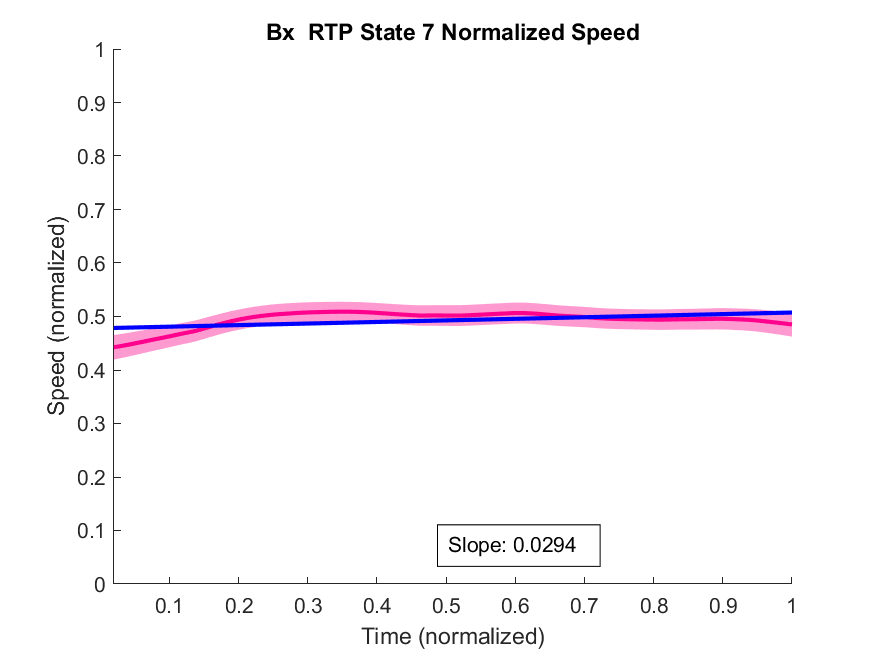 Bx  RTP State 7 Normalized Speed
1
0.9
0.8
0.7
0.6
0.5
0.4
0.3
0.2
0.1
0
Speed (normalized)
Slope: 0.0294
0.1 0.2 0.3 0.4 0.5 0.6 0.7 0.8 0.9 1
Time (normalized)